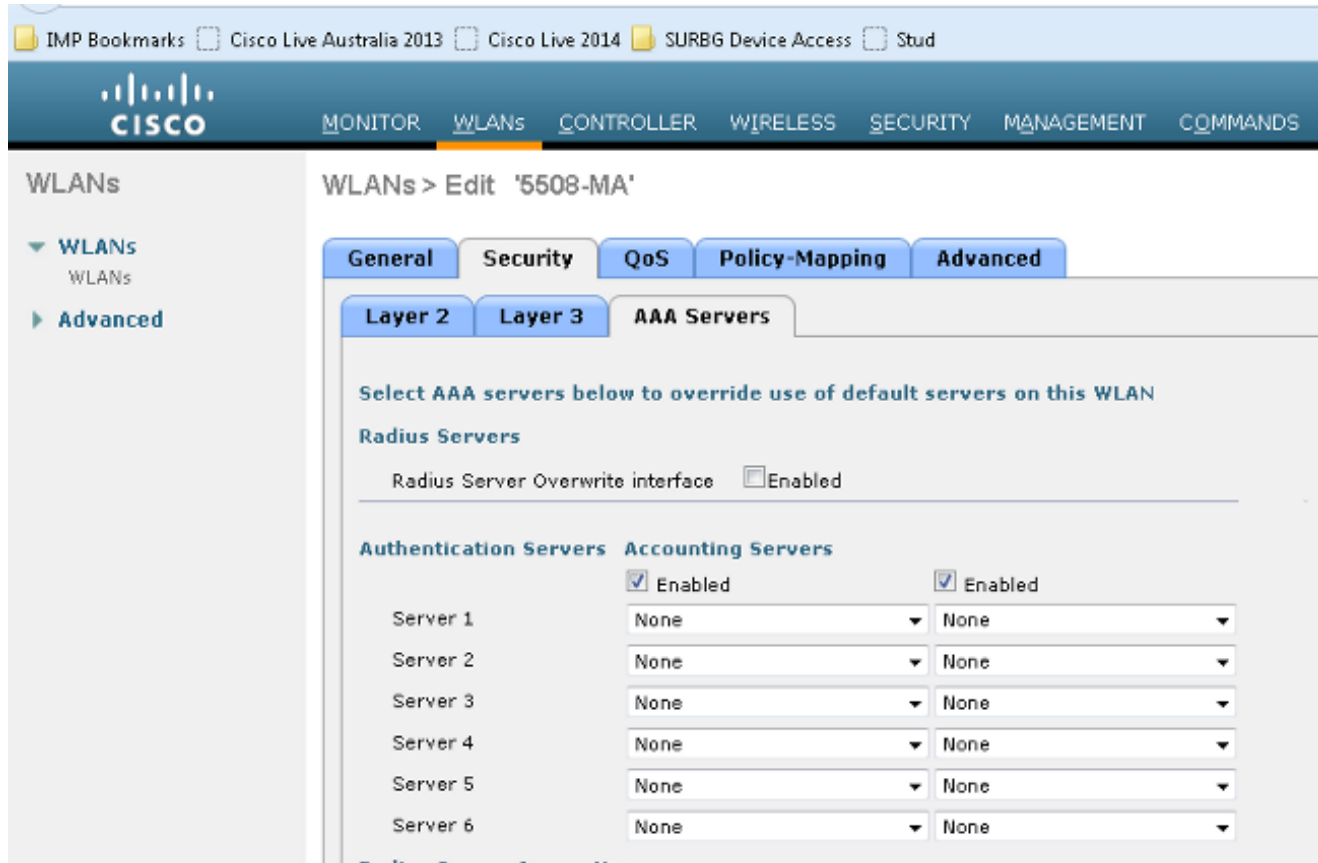 IMP Bookmarks Cisco Live Australia 2013 Cisco Live 2014 SURBG Device Access Stud
CISCO
MONITOR WLANs CONTROLLER WIRELESS SECURITY MANAGEMENT COMMANDS
WLANs
WLANs > Edit '5508-MA'
WLANs
WLANs
Advanced
General Security QoS Policy-Mapping Advanced
Layer 2 Layer 3 AAA Servers
Select AAA servers below to override use of default servers on this WLAN
Radius Servers
Radius Server Overwrite interface Enabled
Authentication Servers Accounting Servers
Enabled Enabled
Server 1 None None
Server 2 None None
Server 3 None None
Server 4 None None
Server 5 None None
Server 6 None None